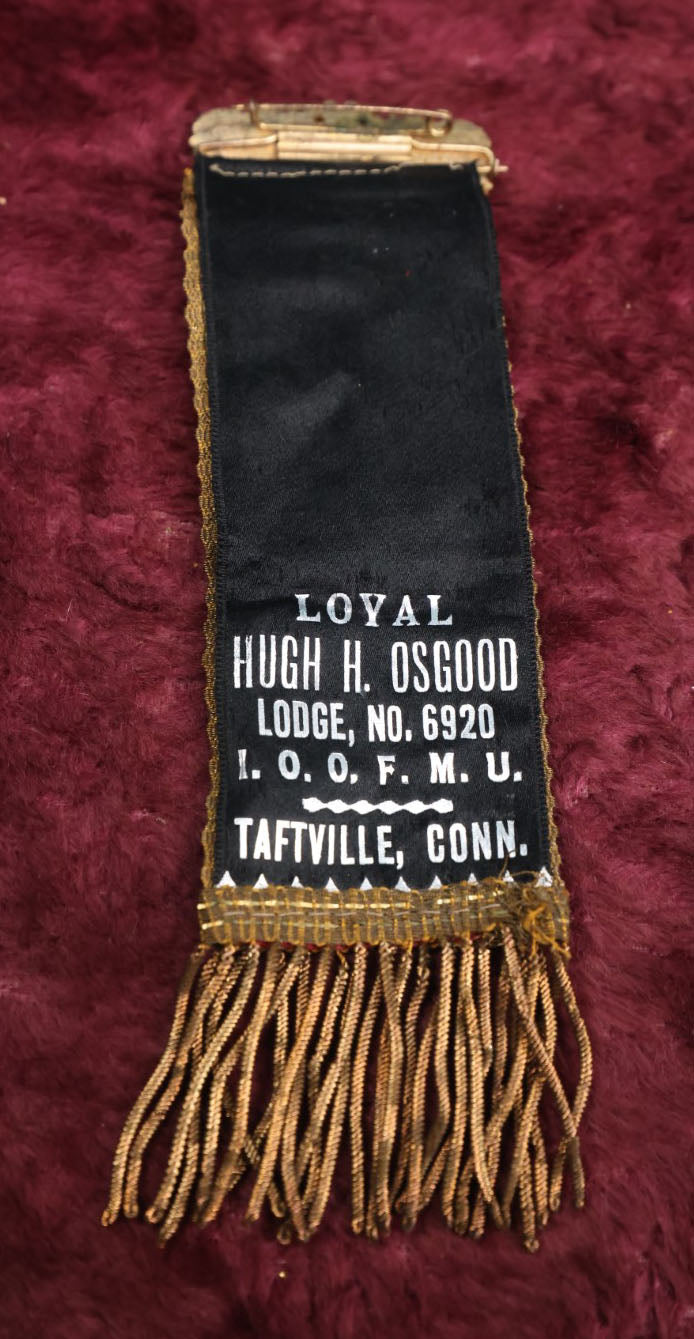 LOYAL
HUGH H. OSGOOD
LODGE, NO. 6920
I. O. O. F. M. U.
TAFTVILLE, CONN.